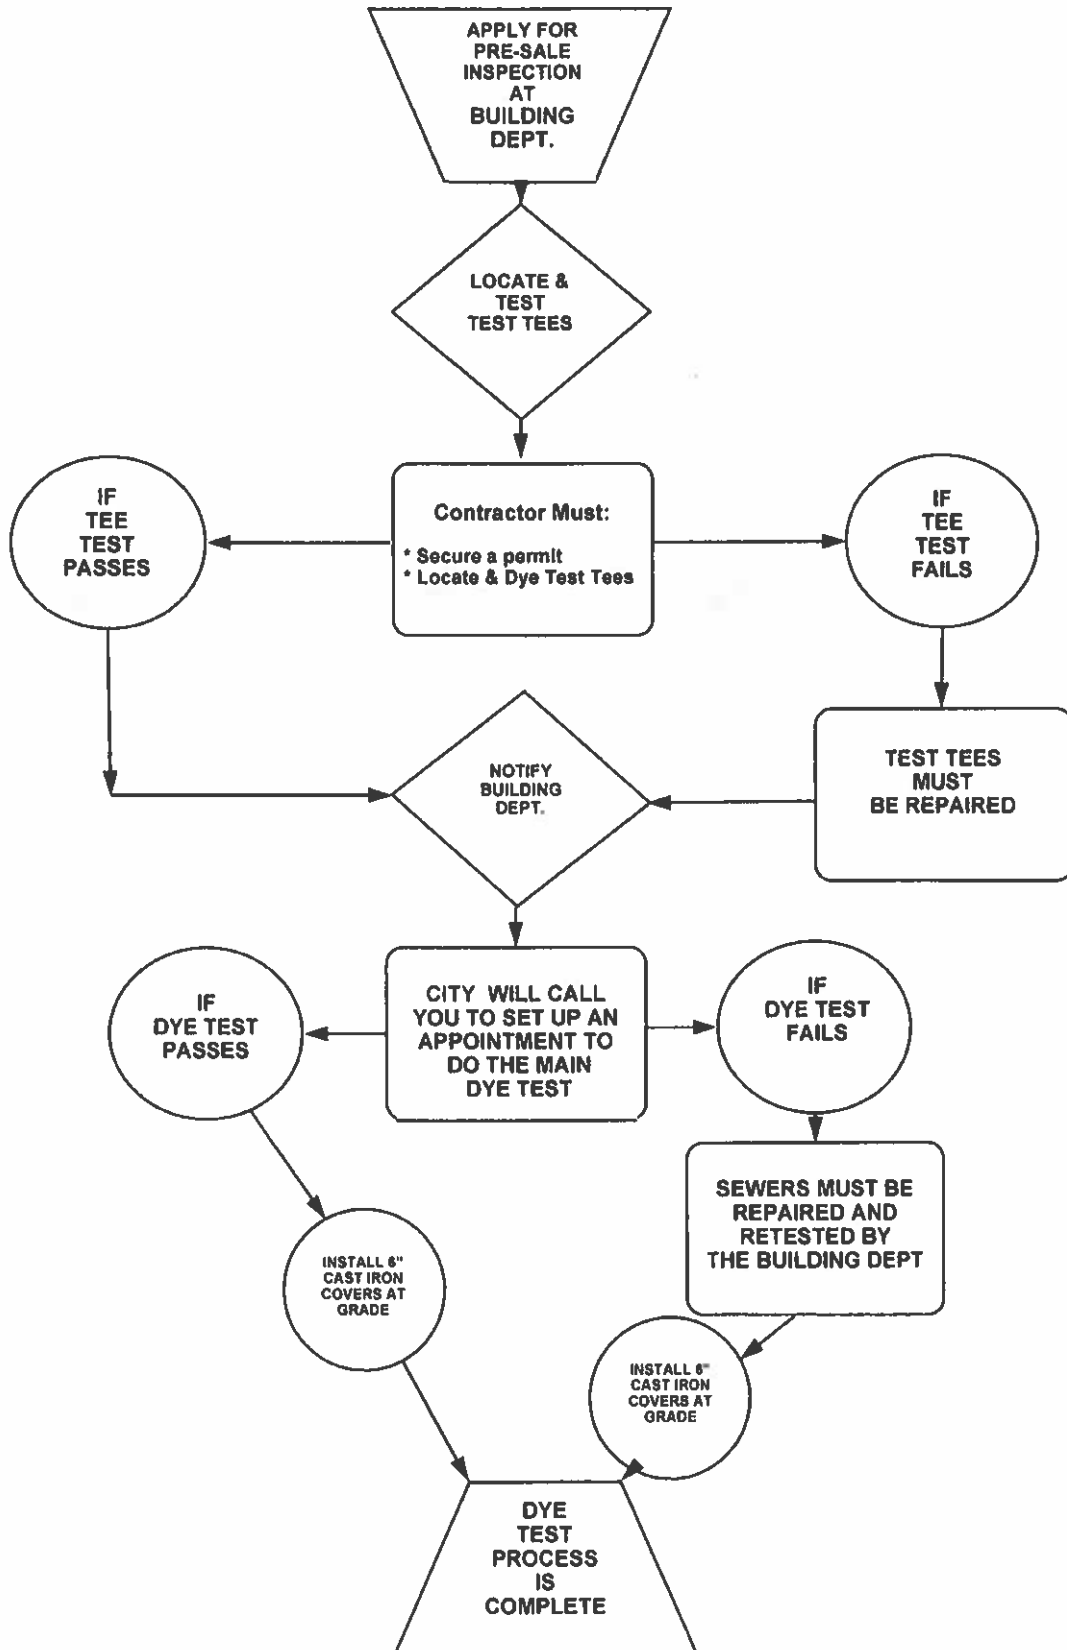 APPLY FOR
PRE-SALE
INSPECTION
AT
BUILDING
DEPT.
LOCATE &
TEST
TEST TEES
IF
TEE
TEST
PASSES
Contractor Must:
* Secure a permit
* Locate & Dye Test Tees
IF
TEE
TEST
FAILS
NOTIFY
BUILDING
DEPT.
TEST TEES
MUST
BE REPAIRED
IF
DYE TEST
PASSES
CITY WILL CALL
YOU TO SET UP AN
APPOINTMENT TO
DO THE MAIN
DYE TEST
IF
DYE TEST
FAILS
SEWERS MUST BE
REPAIRED AND
RETESTED BY
THE BUILDING DEPT
INSTALL 6"
CAST IRON
COVERS AT
GRADE
INSTALL 6"
CAST IRON
COVERS AT
GRADE
DYE
TEST
PROCESS
IS
COMPLETE